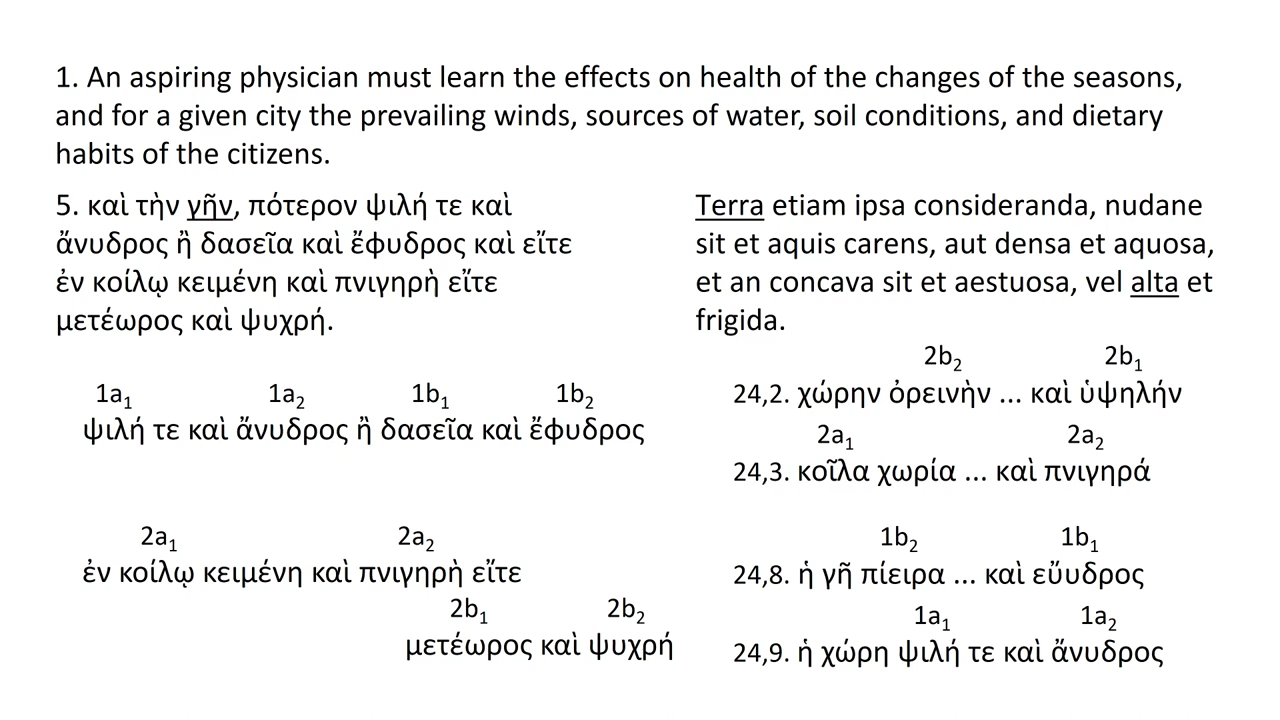 1. An aspiring physician must learn the effects on health of the changes of the seasons,
and for a given city the prevailing winds, sources of water, soil conditions, and dietary
habits of the citizens.
5. καὶ τὴν γῆν, πότερον ψιλή τε καὶ
ἄνυδρος ἢ δασεῖα καὶ ἔφυδρος καὶ εἴτε
ἐν κοίλῳ κειμένη καὶ πνιγηρὴ εἴτε
μετέωρος καὶ ψυχρή.
Terra etiam ipsa consideranda, nudane
sit et aquis carens, aut densa et aquosa,
et an concava sit et aestuosa, vel alta et
frigida.
1a₁ 1a₂ 1b₁ 1b₂
ψιλή τε καὶ ἄνυδρος ἢ δασεῖα καὶ ἔφυδρος
2a₁ 2a₂
ἐν κοίλῳ κειμένη καὶ πνιγηρὴ εἴτε
2b₁ 2b₂
μετέωρος καὶ ψυχρή
2b₂ 2b₁
24,2. χώρην ὀρεινὴν ... καὶ ὑψηλήν
2a₁ 2a₂
24,3. κοῖλα χωρία ... καὶ πνιγηρά
1b₂ 1b₁
24,8. ἡ γῆ πίειρα ... καὶ εὔυδρος
1a₁ 1a₂
24,9. ἡ χώρη ψιλή τε καὶ ἄνυδρος